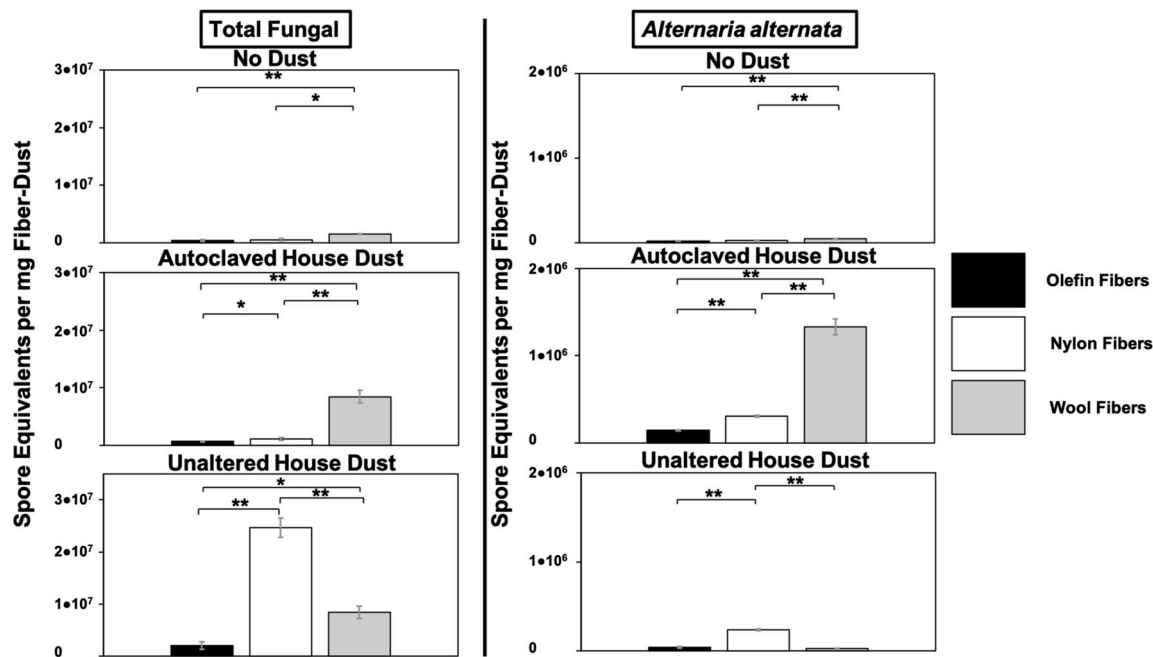 Total Fungal
Spore Equivalents per mg Fiber-Dust
No Dust
3•10⁷
2•10⁷
1•10⁷
0
**
*
Autoclaved House Dust
3•10⁷
2•10⁷
1•10⁷
0
**
* **
Unaltered House Dust
3•10⁷
2•10⁷
1•10⁷
0
*
** **
Alternaria alternata
Spore Equivalents per mg Fiber-Dust
No Dust
2•10⁶
1•10⁶
0
**
**
Autoclaved House Dust
2•10⁶
1•10⁶
0
**
** **
Unaltered House Dust
2•10⁶
1•10⁶
0
** **
Olefin Fibers
Nylon Fibers
Wool Fibers